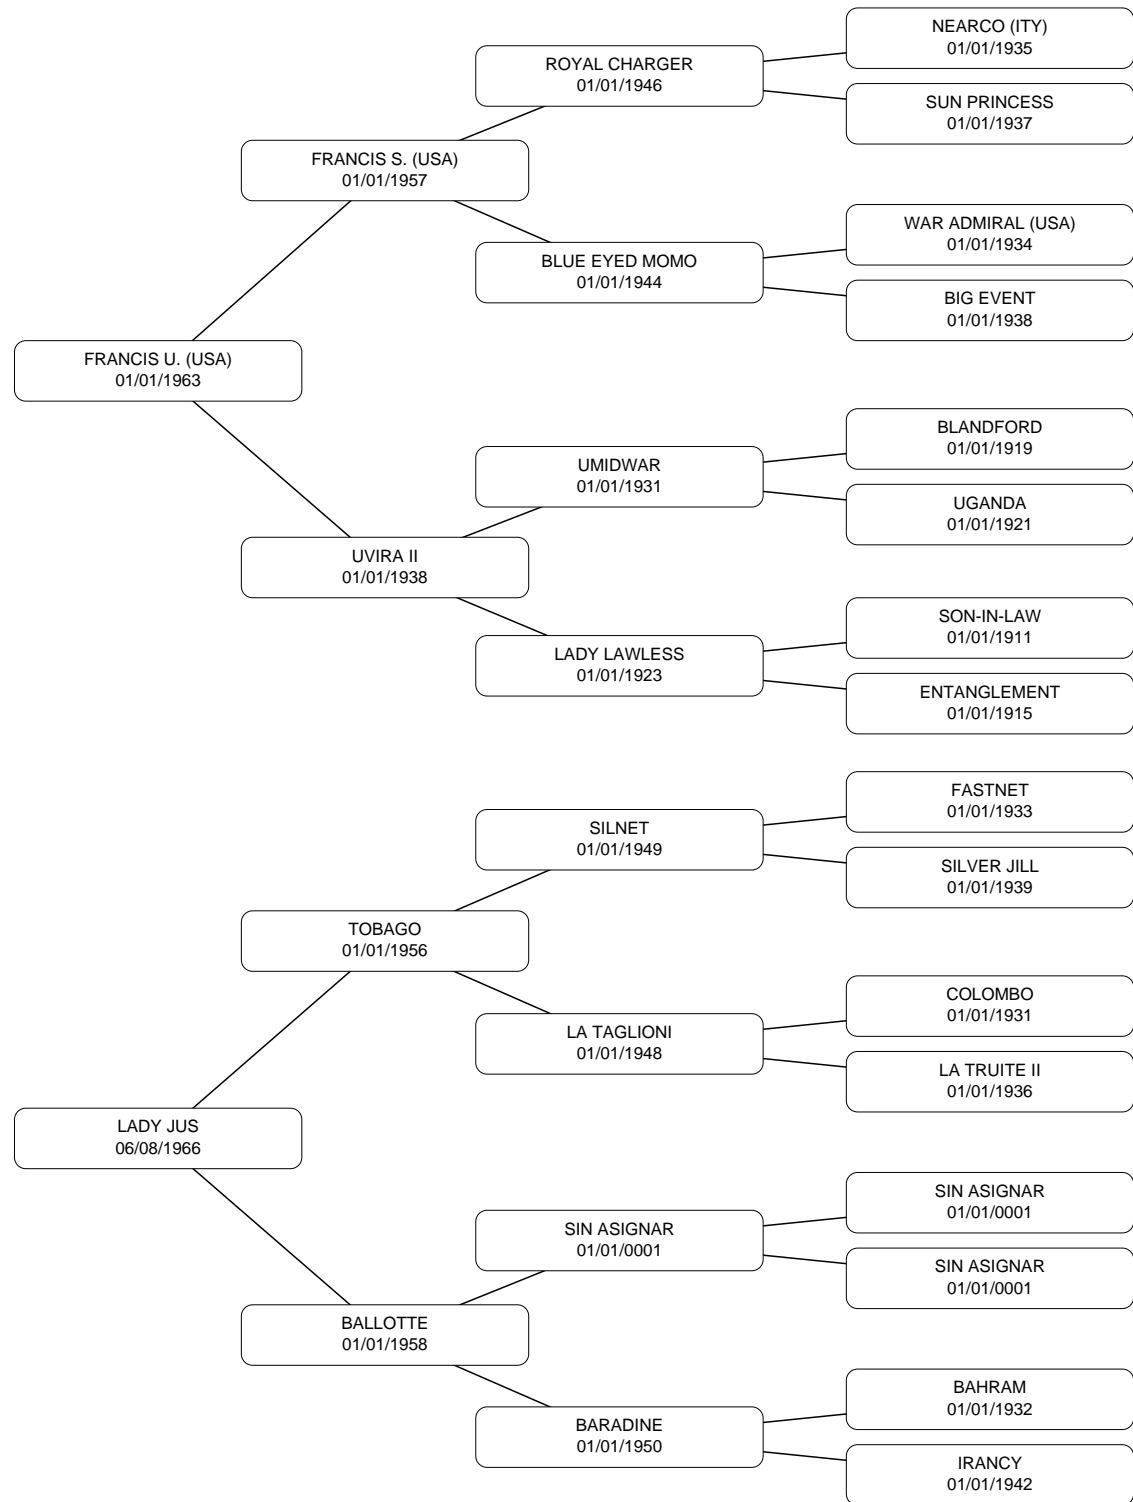 NEARCO (ITY)
01/01/1935
ROYAL CHARGER
01/01/1946
SUN PRINCESS
01/01/1937
FRANCIS S. (USA)
01/01/1957
WAR ADMIRAL (USA)
01/01/1934
BLUE EYED MOMO
01/01/1944
BIG EVENT
01/01/1938
FRANCIS U. (USA)
01/01/1963
BLANDFORD
01/01/1919
UMIDWAR
01/01/1931
UGANDA
01/01/1921
UVIRA II
01/01/1938
SON-IN-LAW
01/01/1911
LADY LAWLESS
01/01/1923
ENTANGLEMENT
01/01/1915
FASTNET
01/01/1933
SILNET
01/01/1949
SILVER JILL
01/01/1939
TOBAGO
01/01/1956
COLOMBO
01/01/1931
LA TAGLIONI
01/01/1948
LA TRUITE II
01/01/1936
LADY JUS
06/08/1966
SIN ASIGNAR
01/01/0001
SIN ASIGNAR
01/01/0001
SIN ASIGNAR
01/01/0001
BALLOTTE
01/01/1958
BAHRAM
01/01/1932
BARADINE
01/01/1950
IRANCY
01/01/1942